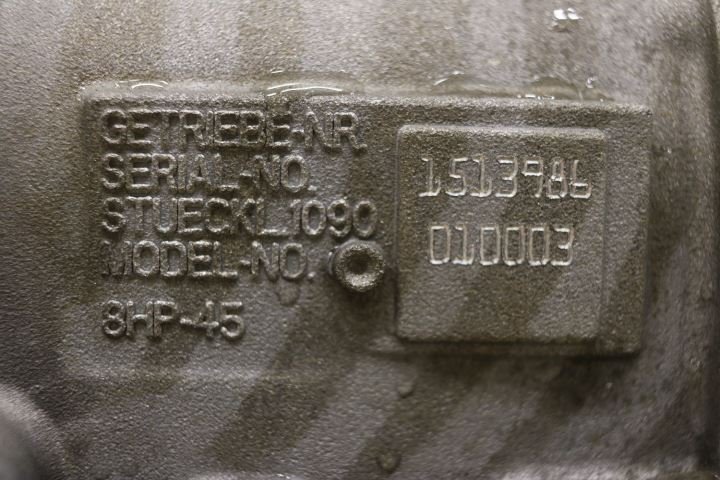 GETRIEBE-NR.
SERIAL-NO. 1513986
STUECKL.1090
MODEL-NO. 010003
8HP-45